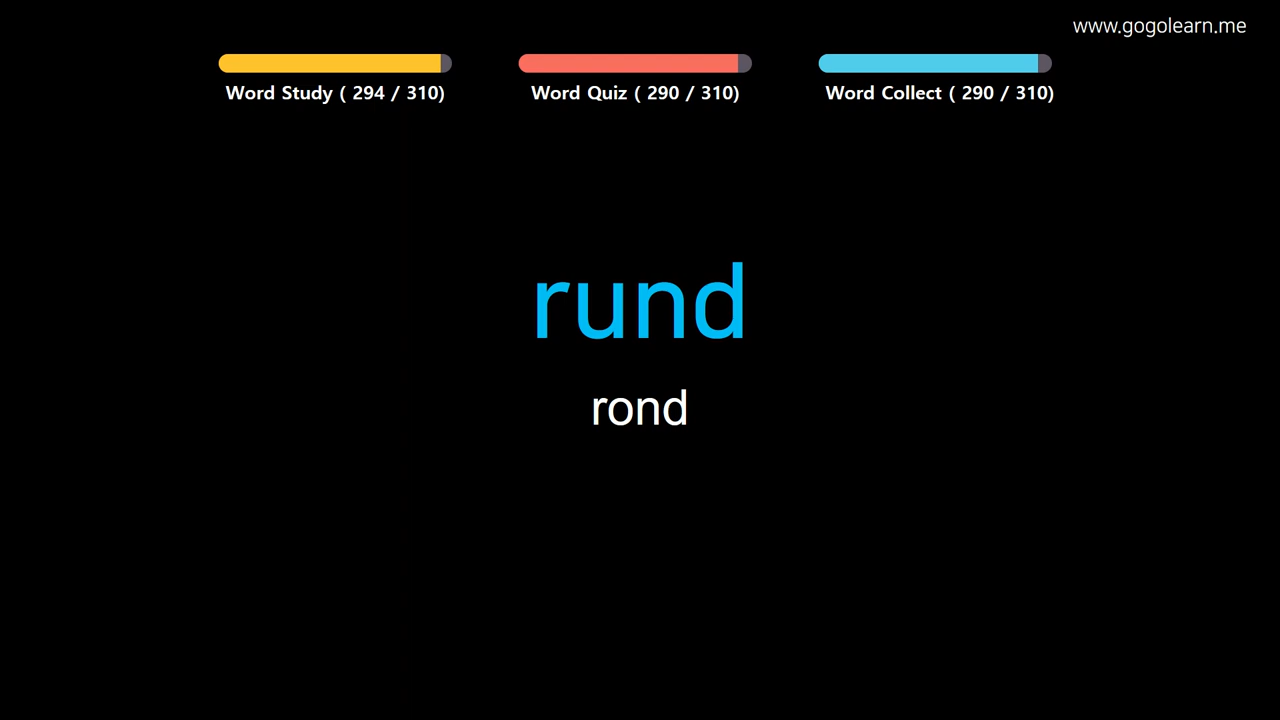 www.gogolearn.me
Word Study ( 294 / 310)
Word Quiz ( 290 / 310)
Word Collect ( 290 / 310)
rund
rond